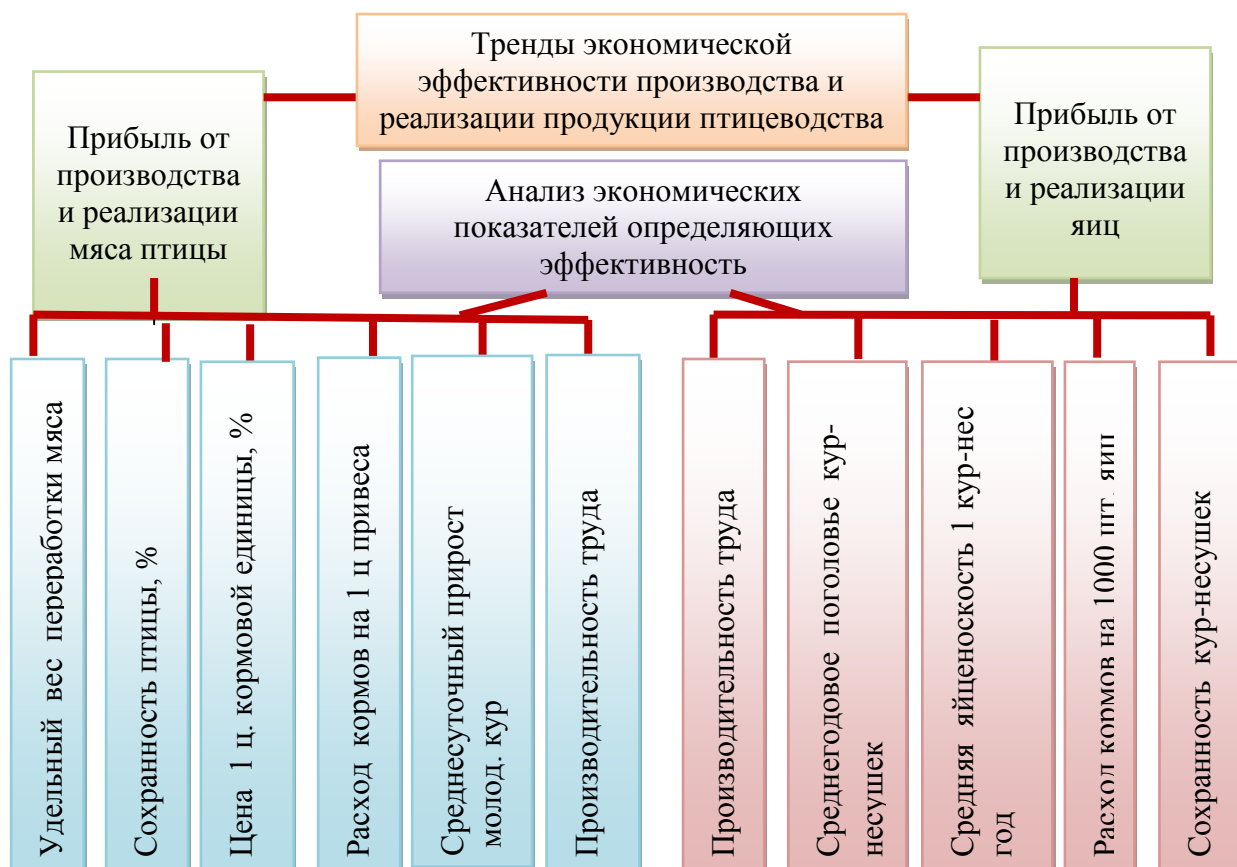 Тренды экономической
эффективности производства и
реализации продукции птицеводства
Прибыль от
производства
и реализации
мяса птицы
Прибыль от
производства
и реализации
яиц
Анализ экономических
показателей определяющих
эффективность
Удельный вес переработки мяса
Сохранность птицы, %
Цена 1 ц. кормовой единицы, %
Расход кормов на 1 ц привеса
Среднесуточный прирост
молод. кур
Производительность труда
Производительность труда
Среднегодовое поголовье кур-
несушек
Средняя яйценоскость 1 кур-нес
год
Расход кормов на 1000 шт. яиц
Сохранность кур-несушек